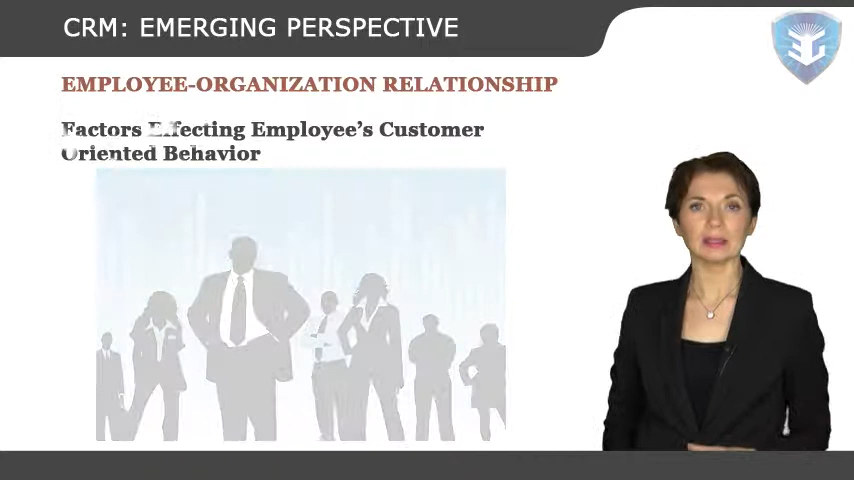 CRM: EMERGING PERSPECTIVE
EMPLOYEE-ORGANIZATION RELATIONSHIP
Factors Effecting Employee's Customer
Oriented Behavior